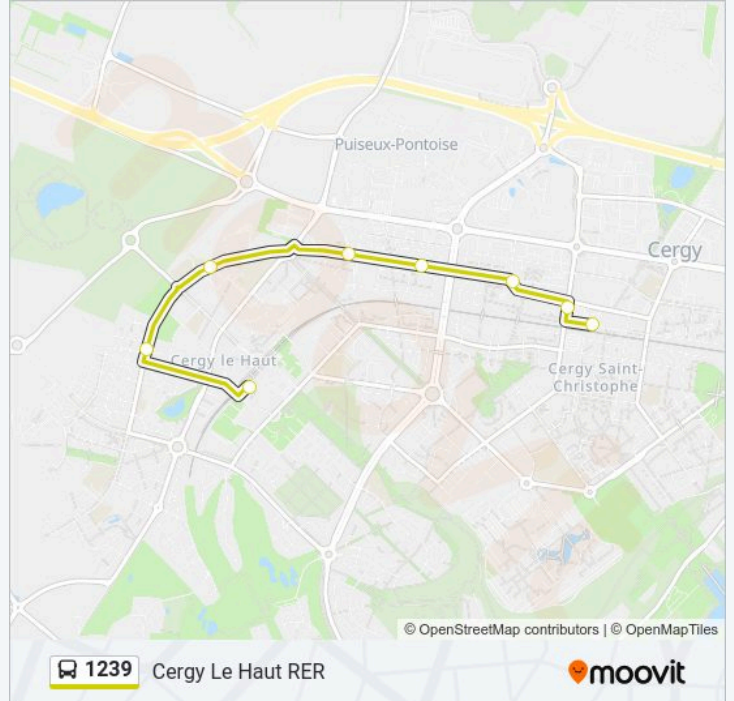 Puiseux-Pontoise
Cergy
Cergy le Haut
Cergy Saint-
Christophe
© OpenStreetMap contributors | © OpenMapTiles
1239
Cergy Le Haut RER
moovit